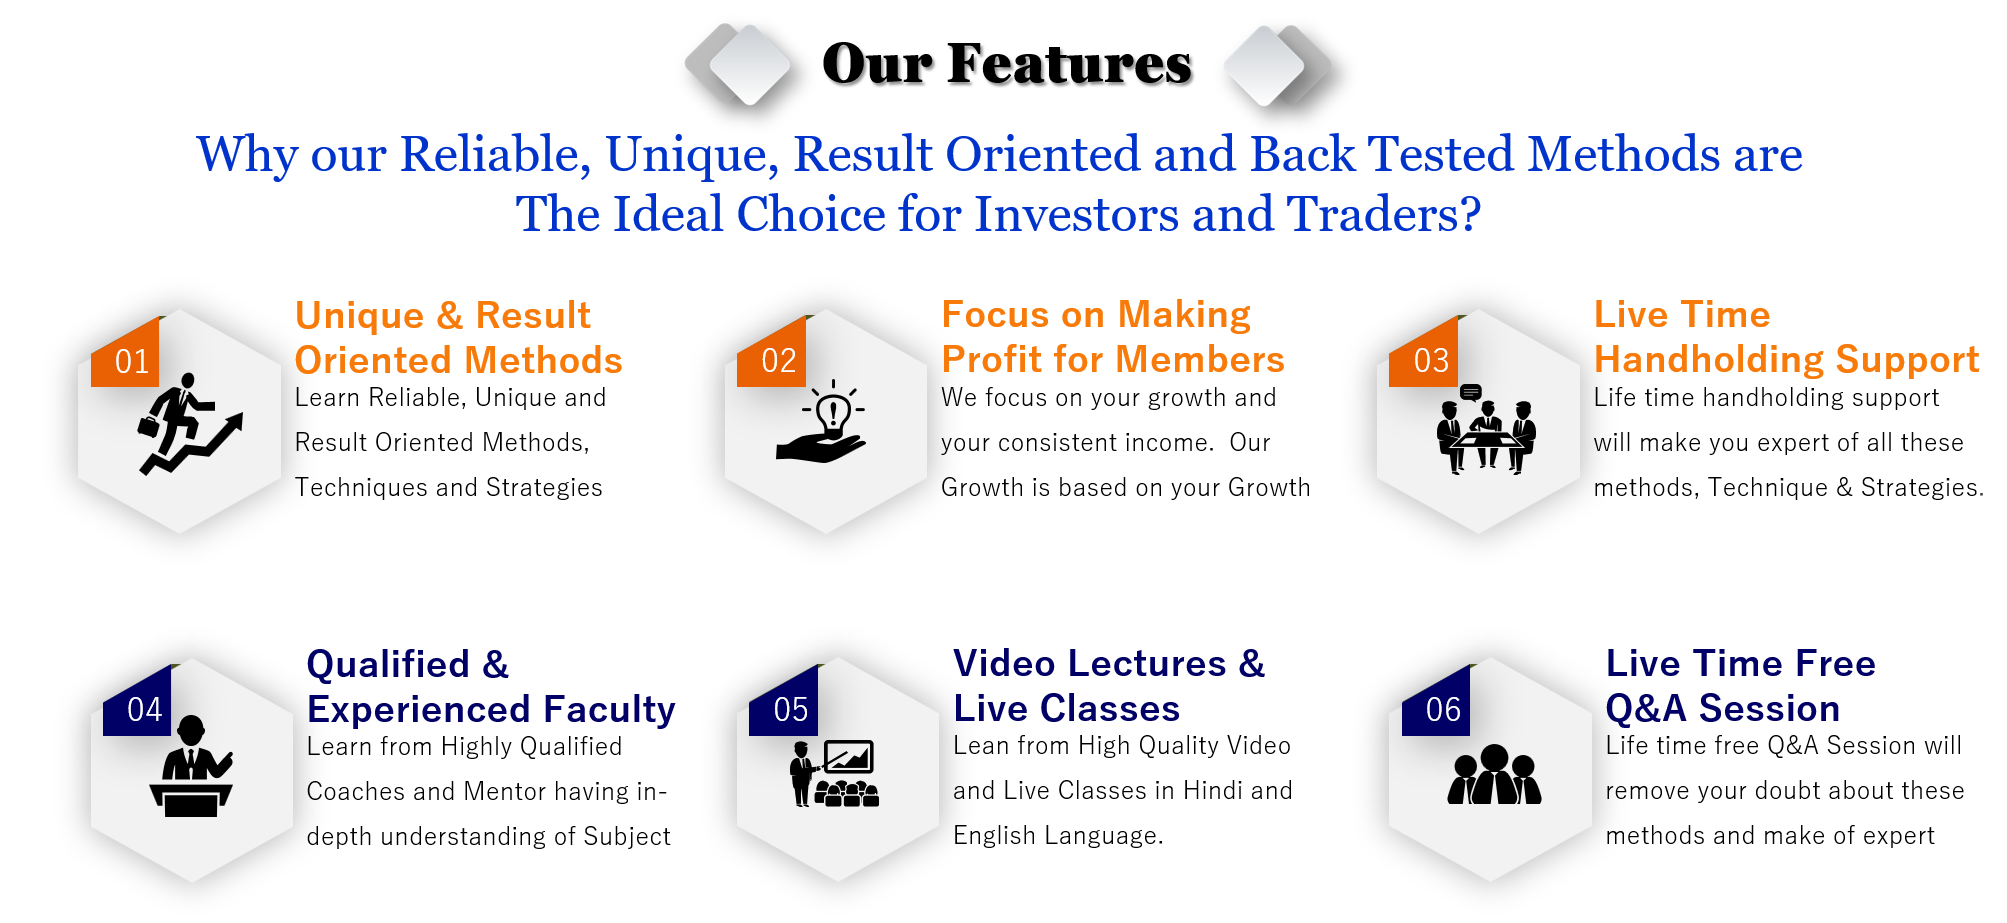 Our Features
Why our Reliable, Unique, Result Oriented and Back Tested Methods are
The Ideal Choice for Investors and Traders?
01
Unique & Result
Oriented Methods
Learn Reliable, Unique and
Result Oriented Methods,
Techniques and Strategies
02
Focus on Making
Profit for Members
We focus on your growth and
your consistent income.  Our
Growth is based on your Growth
03
Live Time
Handholding Support
Life time handholding support
will make you expert of all these
methods, Technique & Strategies.
04
Qualified &
Experienced Faculty
Learn from Highly Qualified
Coaches and Mentor having in-
depth understanding of Subject
05
Video Lectures &
Live Classes
Lean from High Quality Video
and Live Classes in Hindi and
English Language.
06
Live Time Free
Q&A Session
Life time free Q&A Session will
remove your doubt about these
methods and make of expert